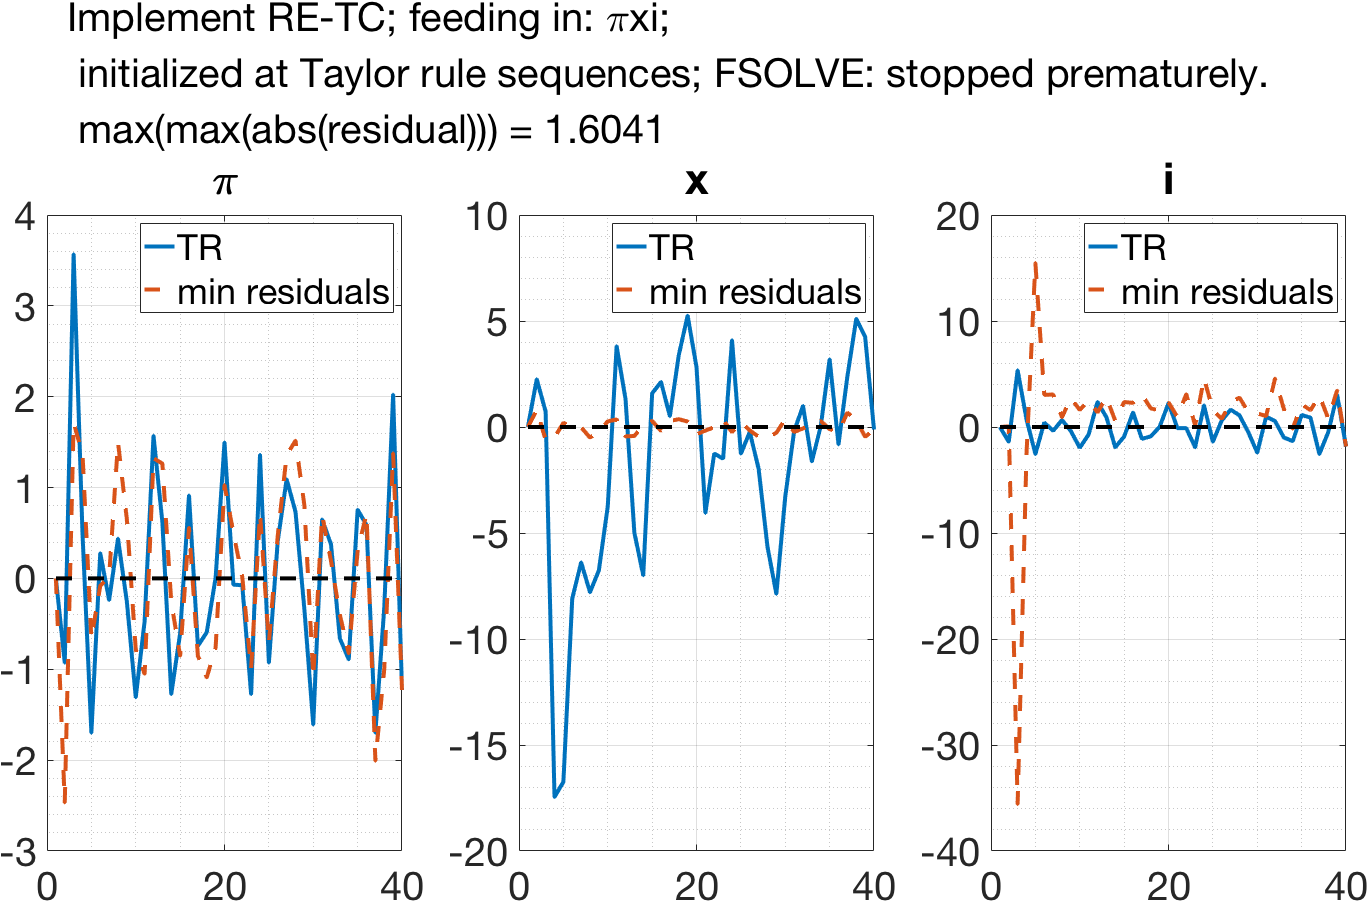 Implement RE-TC; feeding in: πxi;
initialized at Taylor rule sequences; FSOLVE: stopped prematurely.
max(max(abs(residual))) = 1.6041
π
TR
min residuals
4
3
2
1
0
-1
-2
-3
0
20
40
x
TR
min residuals
10
5
0
-5
-10
-15
-20
0
20
40
i
TR
min residuals
20
10
0
-10
-20
-30
-40
0
20
40